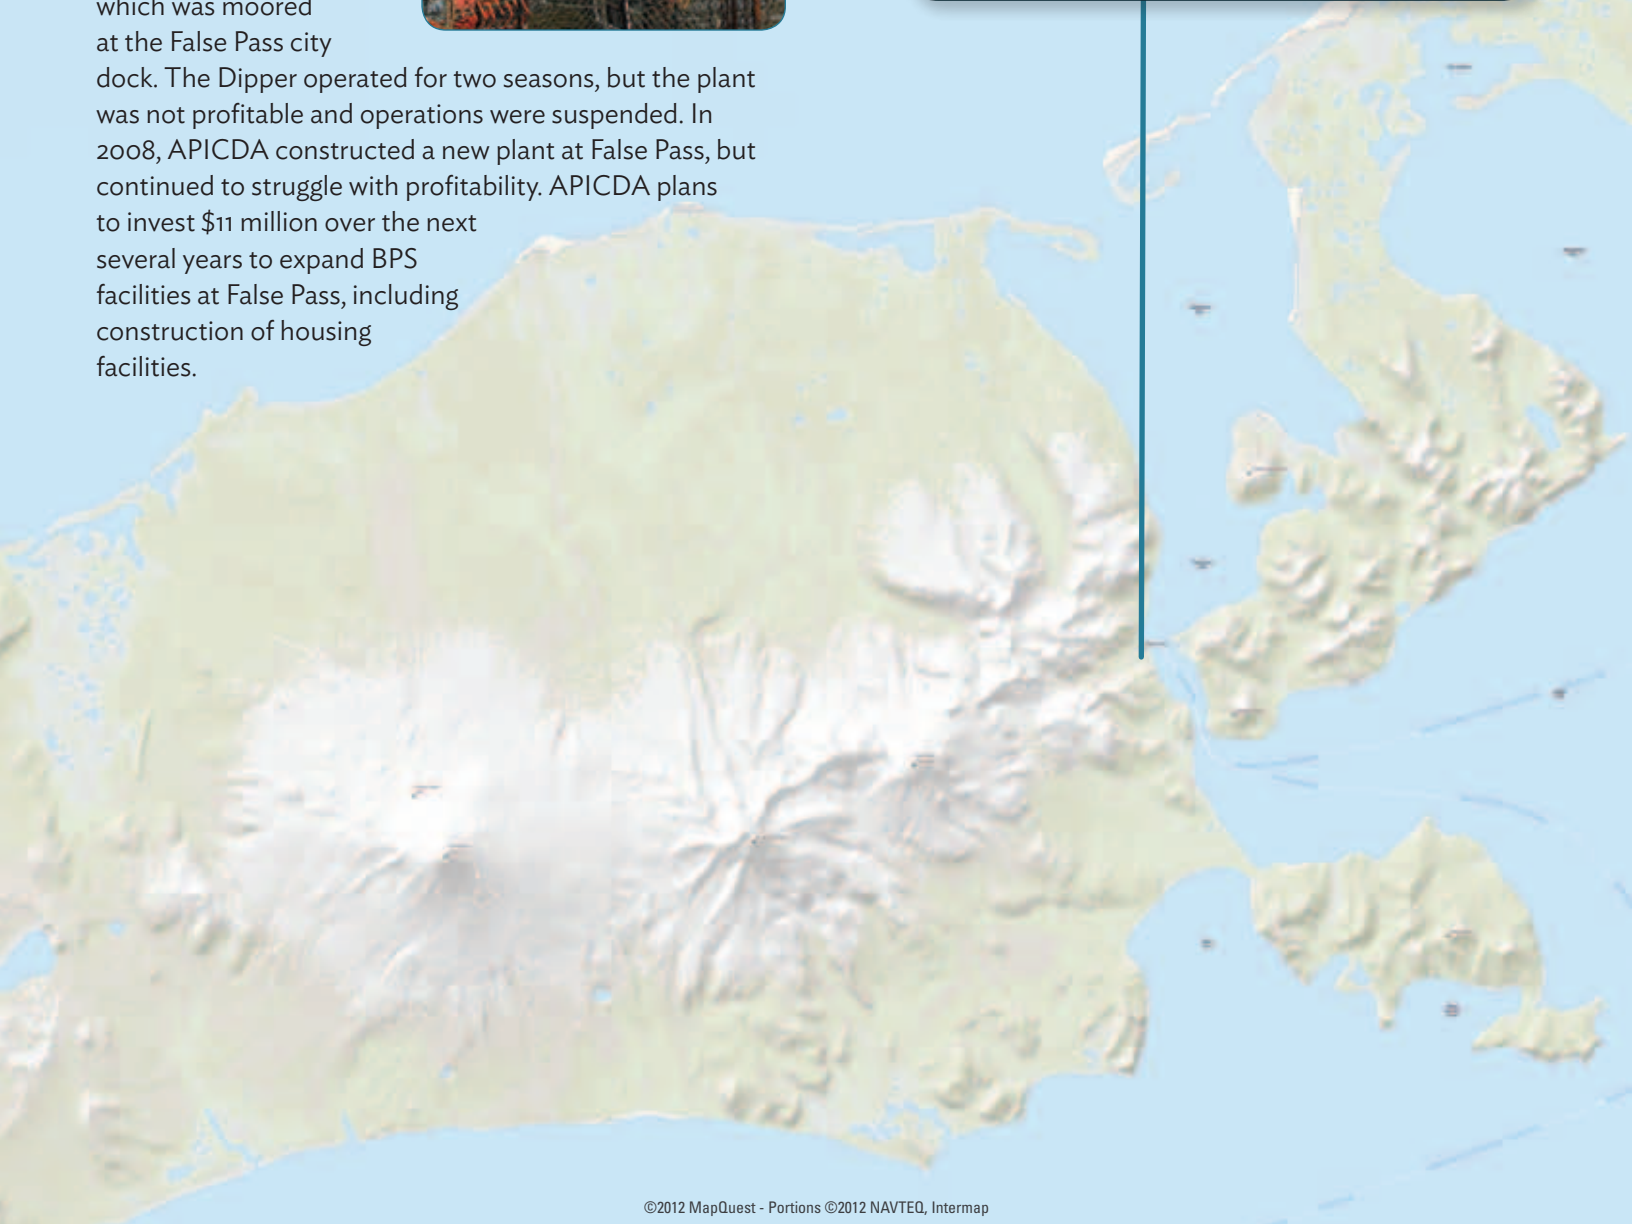 which was moored
at the False Pass city
dock. The Dipper operated for two seasons, but the plant
was not profitable and operations were suspended. In
2008, APICDA constructed a new plant at False Pass, but
continued to struggle with profitability. APICDA plans
to invest $11 million over the next
several years to expand BPS
facilities at False Pass, including
construction of housing
facilities.
©2012 MapQuest - Portions ©2012 NAVTEQ, Intermap